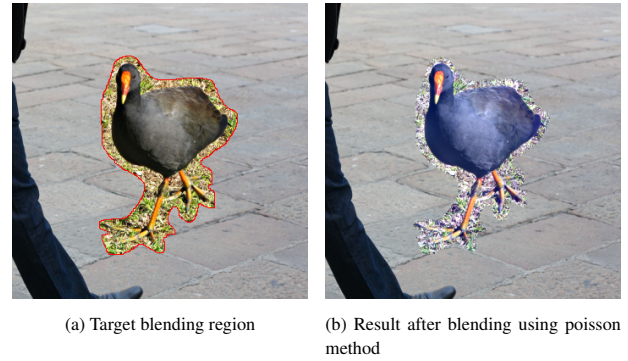 (a) Target blending region
(b) Result after blending using poisson
method